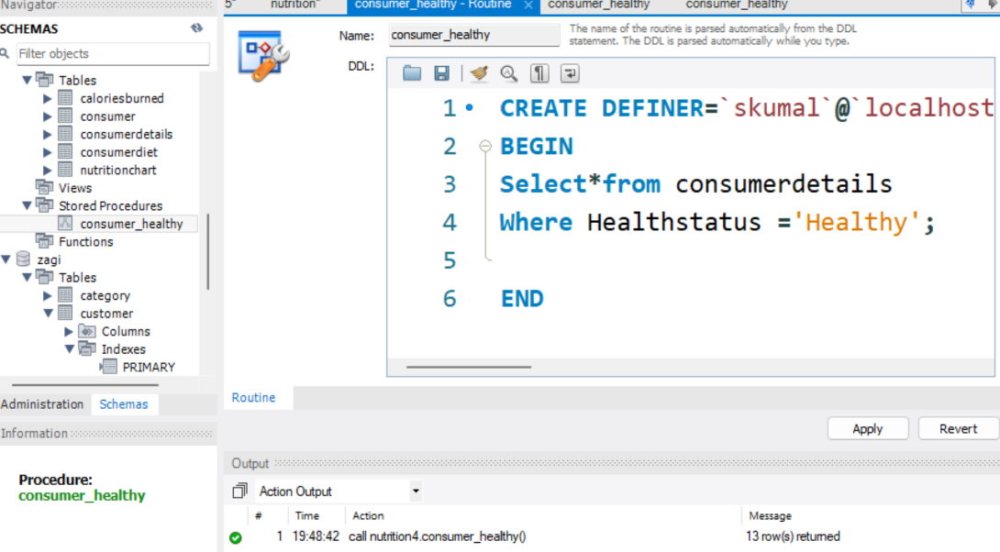 Navigator
SCHEMAS
Filter objects
Tables
caloriesburned
consumer
consumerdetails
consumerdiet
nutritionchart
Views
Stored Procedures
consumer_healthy
Functions
zagi
Tables
category
customer
Columns
Indexes
PRIMARY
Administration Schemas
Information
Procedure:
consumer_healthy
5* nutrition* consumer_healthy - Routine × consumer_healthy consumer_healthy
Name: consumer_healthy
The name of the routine is parsed automatically from the DDL
statement. The DDL is parsed automatically while you type.
DDL:
1 CREATE DEFINER=`skumal`@`localhost
2 BEGIN
3 Select*from consumerdetails
4 Where Healthstatus ='Healthy';
5
6 END
Routine
Apply Revert
Output
Action Output
# Time Action Message
1 19:48:42 call nutrition4.consumer_healthy() 13 row(s) returned